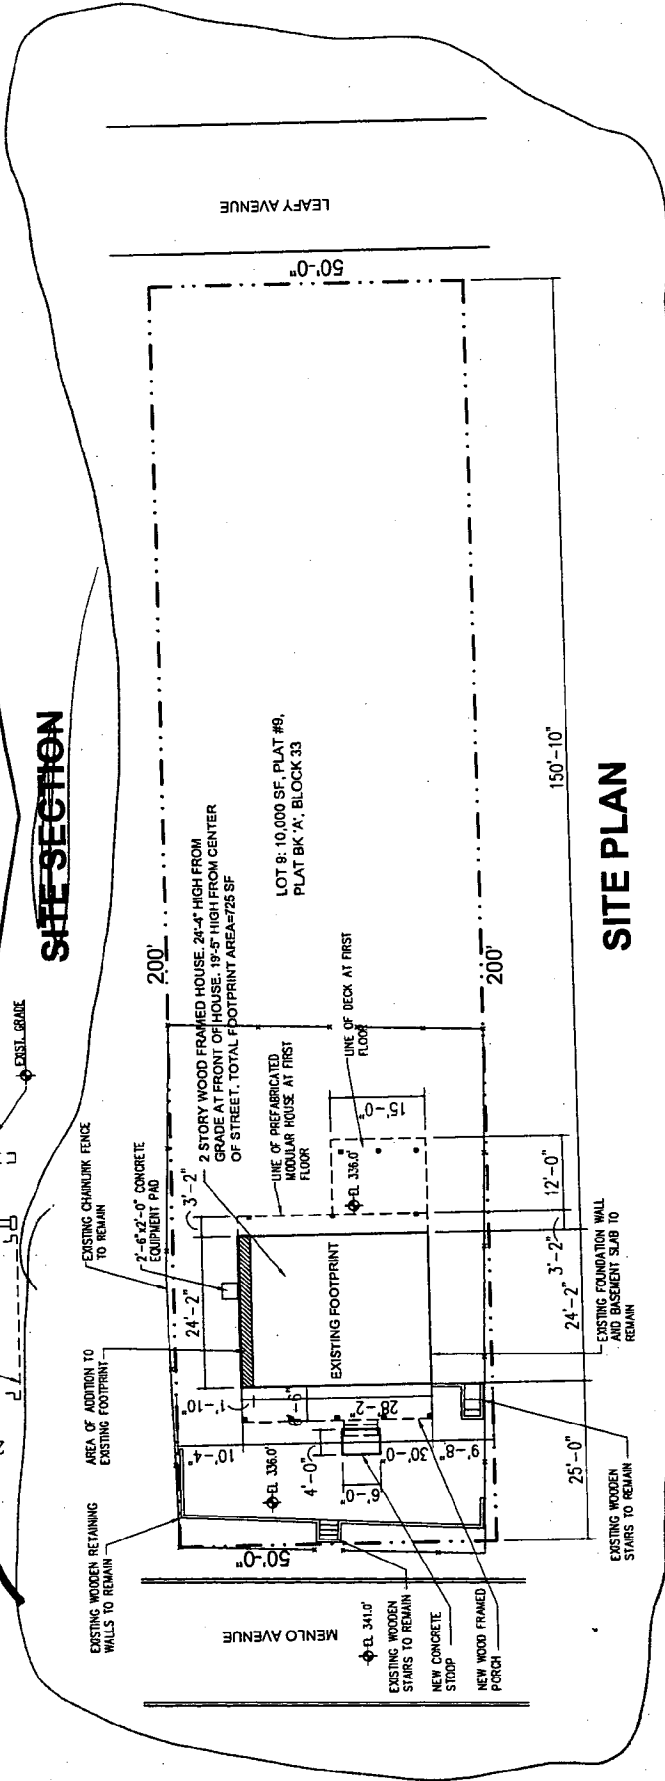 SITE SECTION
EXIST. GRADE
LEAFY AVENUE
50'-0"
200'
LOT 9: 10,000 SF, PLAT #9,
PLAT BK 'A', BLOCK 33
2 STORY WOOD FRAMED HOUSE. 24'-4" HIGH FROM
GRADE AT FRONT OF HOUSE. 19'-5" HIGH FROM CENTER
OF STREET. TOTAL FOOTPRINT AREA=725 SF
EXISTING CHAINLINK FENCE
TO REMAIN
2'-6"x2'-0" CONCRETE
EQUIPMENT PAD
AREA OF ADDITION TO
EXISTING FOOTPRINT
EXISTING WOODEN RETAINING
WALLS TO REMAIN
3'-2"
24'-2"
LINE OF PREFABRICATED
MODULAR HOUSE AT FIRST
FLOOR
LINE OF DECK AT FIRST
FLOOR
15'-0"
EL 336.0'
EXISTING FOOTPRINT
1'-10"
28'-2"
10'-4"
30'-0
9'-8"
EL 336.0'
4'-0"
6'-0"
50'-0"
MENLO AVENUE
EL 341.0'
200'
150'-10"
12'-0"
3'-2"
24'-2"
25'-0"
EXISTING FOUNDATION WALL
AND BASEMENT SLAB TO
REMAIN
EXISTING WOODEN
STAIRS TO REMAIN
EXISTING WOODEN
STAIRS TO REMAIN
NEW CONCRETE
STOOP
NEW WOOD FRAMED
PORCH
SITE PLAN